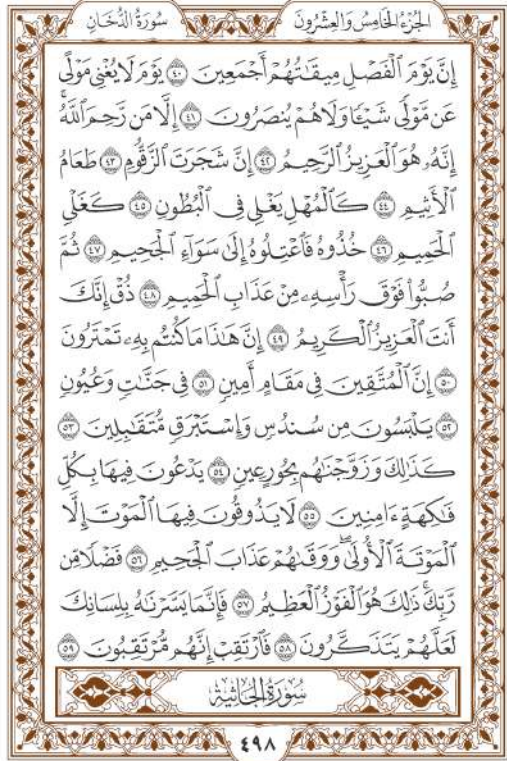 سُورَةُ الدُّخَانِ
الجُزْءُ الخَامِسُ وَالعِشْرُونَ
إِنَّ يَوْمَ ٱلْفَصْلِ مِيقَٰتُهُمْ أَجْمَعِينَ ۝٤٠ يَوْمَ لَا يُغْنِى مَوْلًى
عَن مَّوْلًى شَيْـًٔا وَلَا هُمْ يُنصَرُونَ ۝٤١ إِلَّا مَن رَّحِمَ ٱللَّهُۚ
إِنَّهُۥ هُوَ ٱلْعَزِيزُ ٱلرَّحِيمُ ۝٤٢ إِنَّ شَجَرَتَ ٱلزَّقُّومِ ۝٤٣ طَعَامُ
ٱلْأَثِيمِ ۝٤٤ كَٱلْمُهْلِ يَغْلِى فِى ٱلْبُطُونِ ۝٤٥ كَغَلْىِ
ٱلْحَمِيمِ ۝٤٦ خُذُوهُ فَٱعْتِلُوهُ إِلَىٰ سَوَآءِ ٱلْجَحِيمِ ۝٤٧ ثُمَّ
صُبُّوا۟ فَوْقَ رَأْسِهِۦ مِنْ عَذَابِ ٱلْحَمِيمِ ۝٤٨ ذُقْ إِنَّكَ
أَنتَ ٱلْعَزِيزُ ٱلْكَرِيمُ ۝٤٩ إِنَّ هَٰذَا مَا كُنتُم بِهِۦ تَمْتَرُونَ
۝٥٠ إِنَّ ٱلْمُتَّقِينَ فِى مَقَامٍ أَمِينٍ ۝٥١ فِى جَنَّٰتٍ وَعُيُونٍ
۝٥٢ يَلْبَسُونَ مِن سُندُسٍ وَإِسْتَبْرَقٍ مُّتَقَٰبِلِينَ ۝٥٣
كَذَٰلِكَ وَزَوَّجْنَٰهُم بِحُورٍ عِينٍ ۝٥٤ يَدْعُونَ فِيهَا بِكُلِّ
فَٰكِهَةٍ ءَامِنِينَ ۝٥٥ لَا يَذُوقُونَ فِيهَا ٱلْمَوْتَ إِلَّا
ٱلْمَوْتَةَ ٱلْأُولَىٰۖ وَوَقَىٰهُمْ عَذَابَ ٱلْجَحِيمِ ۝٥٦ فَضْلًا مِّن
رَّبِّكَۚ ذَٰلِكَ هُوَ ٱلْفَوْزُ ٱلْعَظِيمُ ۝٥٧ فَإِنَّمَا يَسَّرْنَٰهُ بِلِسَانِكَ
لَعَلَّهُمْ يَتَذَكَّرُونَ ۝٥٨ فَٱرْتَقِبْ إِنَّهُم مُّرْتَقِبُونَ ۝٥٩
سُورَةُ الجَاثِيَةِ
٤٩٨